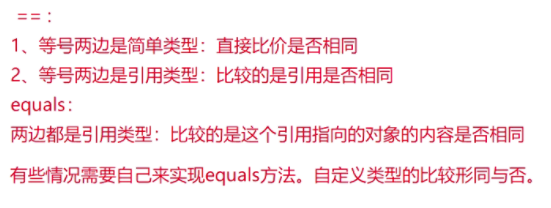 ==：
1、等号两边是简单类型：直接比价是否相同
2、等号两边是引用类型：比较的是引用是否相同
equals：
两边都是引用类型：比较的是这个引用指向的对象的内容是否相同
有些情况需要自己来实现equals方法。自定义类型的比较形同与否。